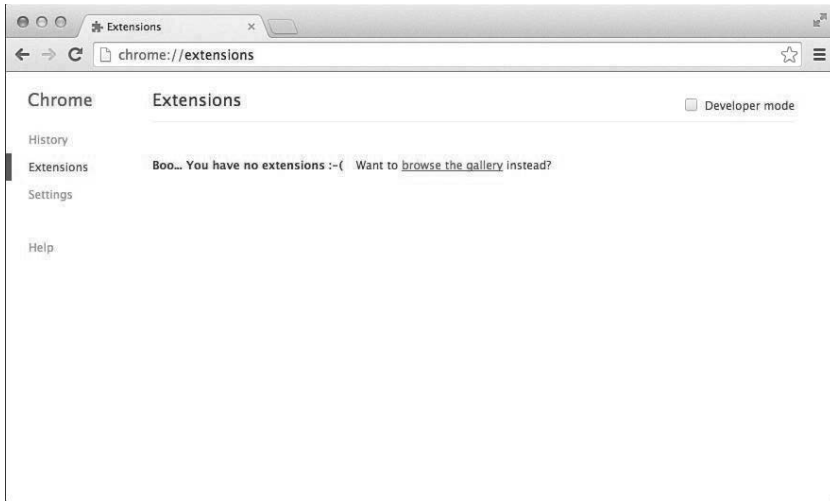 Extensions
chrome://extensions
Chrome
Extensions
Developer mode
History
Extensions
Settings
Help
Boo... You have no extensions :-( Want to browse the gallery instead?